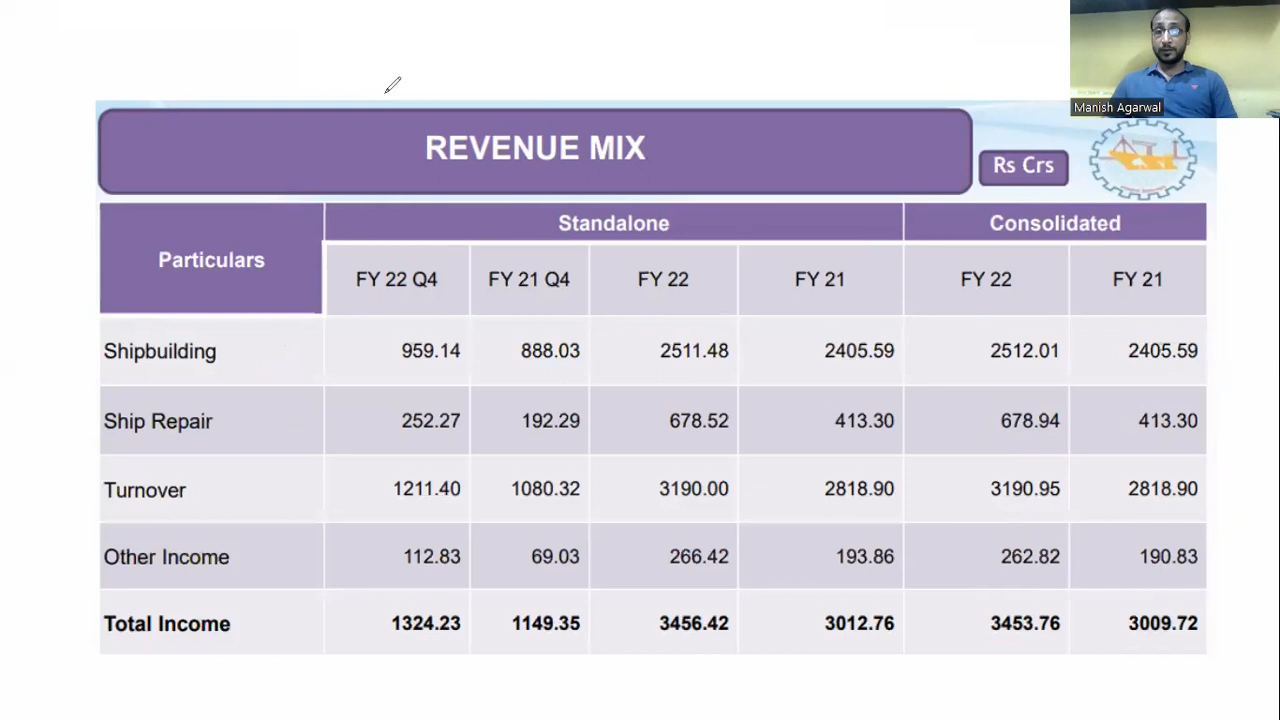 Manish Agarwal
REVENUE MIX
Rs Crs
Particulars
Standalone
Consolidated
FY 22 Q4
FY 21 Q4
FY 22
FY 21
FY 22
FY 21
Shipbuilding 959.14 888.03 2511.48 2405.59 2512.01 2405.59
Ship Repair 252.27 192.29 678.52 413.30 678.94 413.30
Turnover 1211.40 1080.32 3190.00 2818.90 3190.95 2818.90
Other Income 112.83 69.03 266.42 193.86 262.82 190.83
Total Income 1324.23 1149.35 3456.42 3012.76 3453.76 3009.72